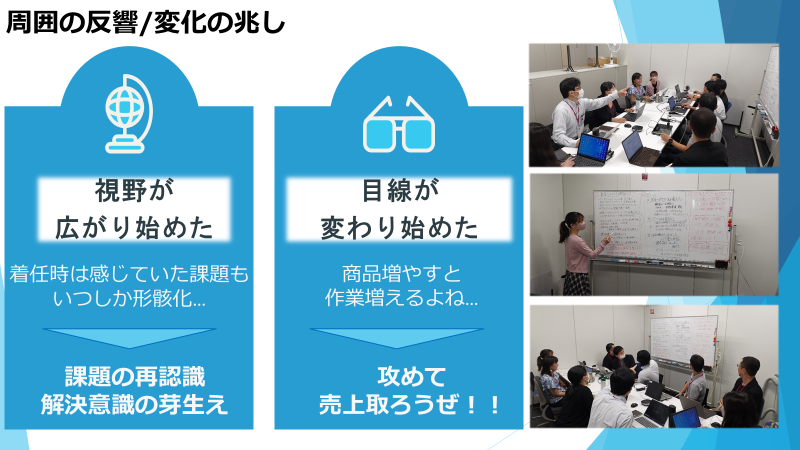 周囲の反響/変化の兆し
視野が
広がり始めた
着任時は感じていた課題も
いつしか形骸化...
課題の再認識
解決意識の芽生え
目線が
変わり始めた
商品増やすと
作業増えるよね...
攻めて
売上取ろうぜ！！